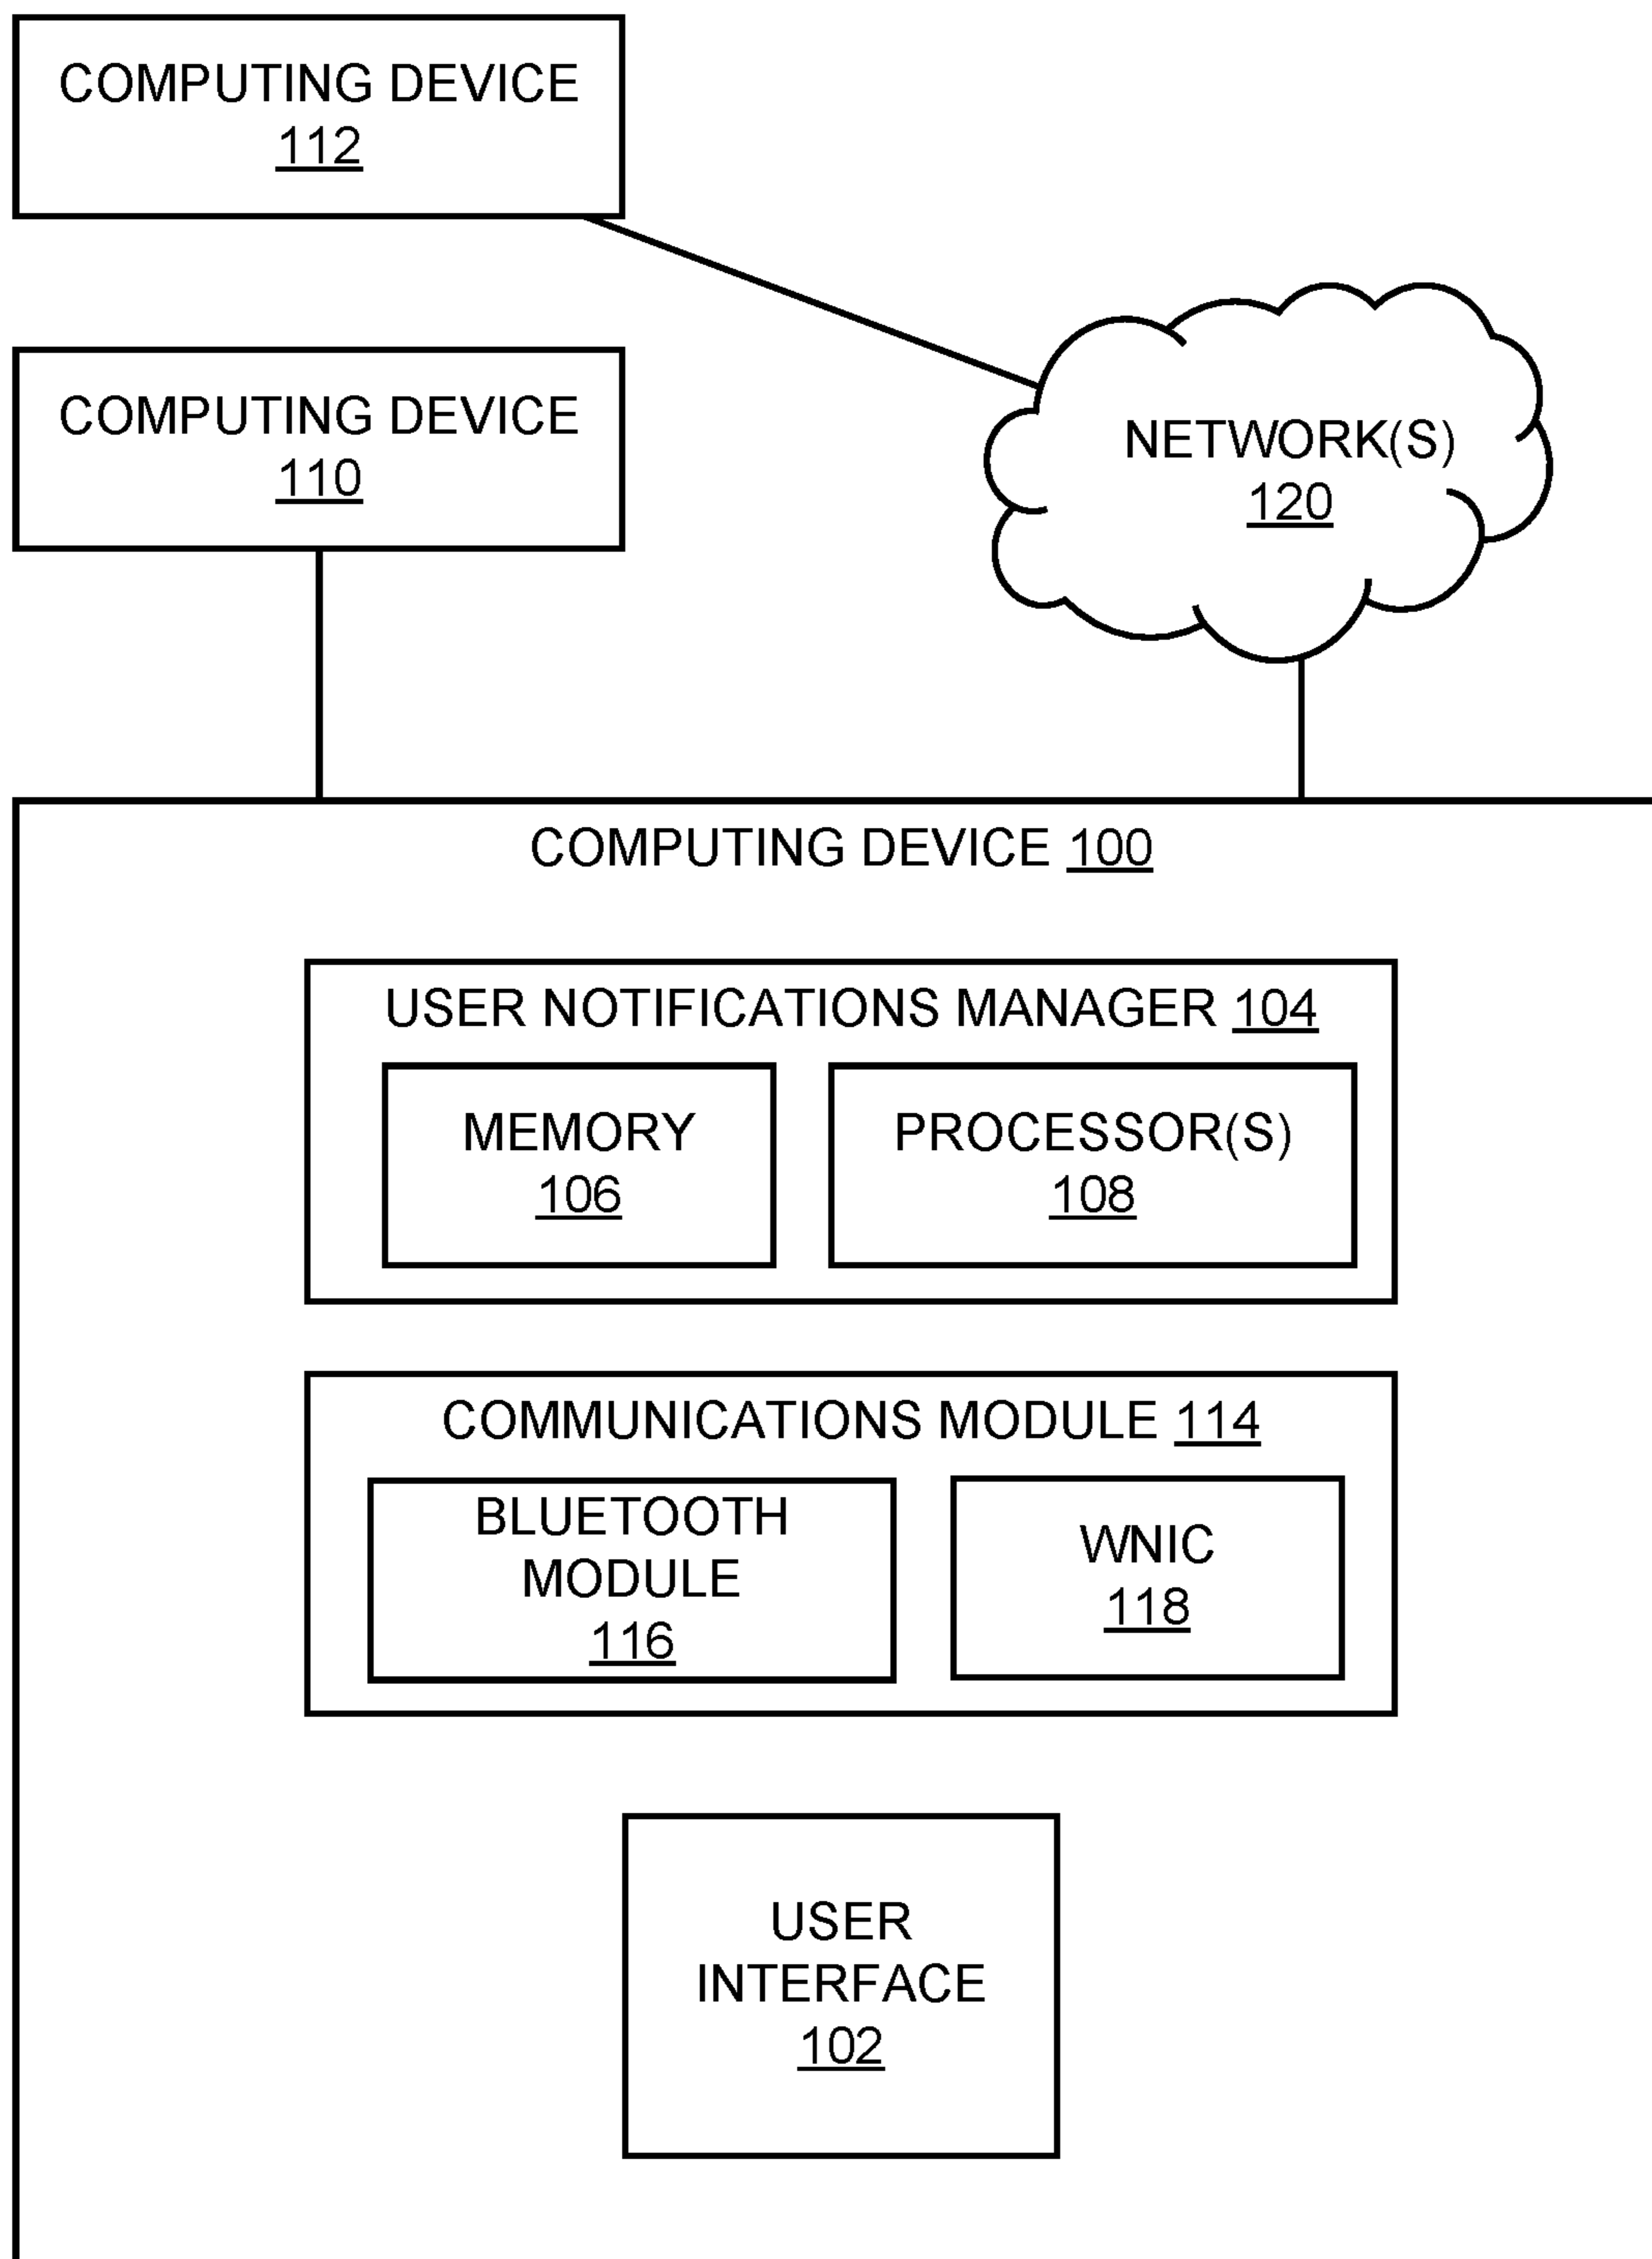 COMPUTING DEVICE
112
COMPUTING DEVICE
110
NETWORK(S)
120
COMPUTING DEVICE 100
USER NOTIFICATIONS MANAGER 104
MEMORY
106
PROCESSOR(S)
108
COMMUNICATIONS MODULE 114
BLUETOOTH
MODULE
116
WNIC
118
USER
INTERFACE
102